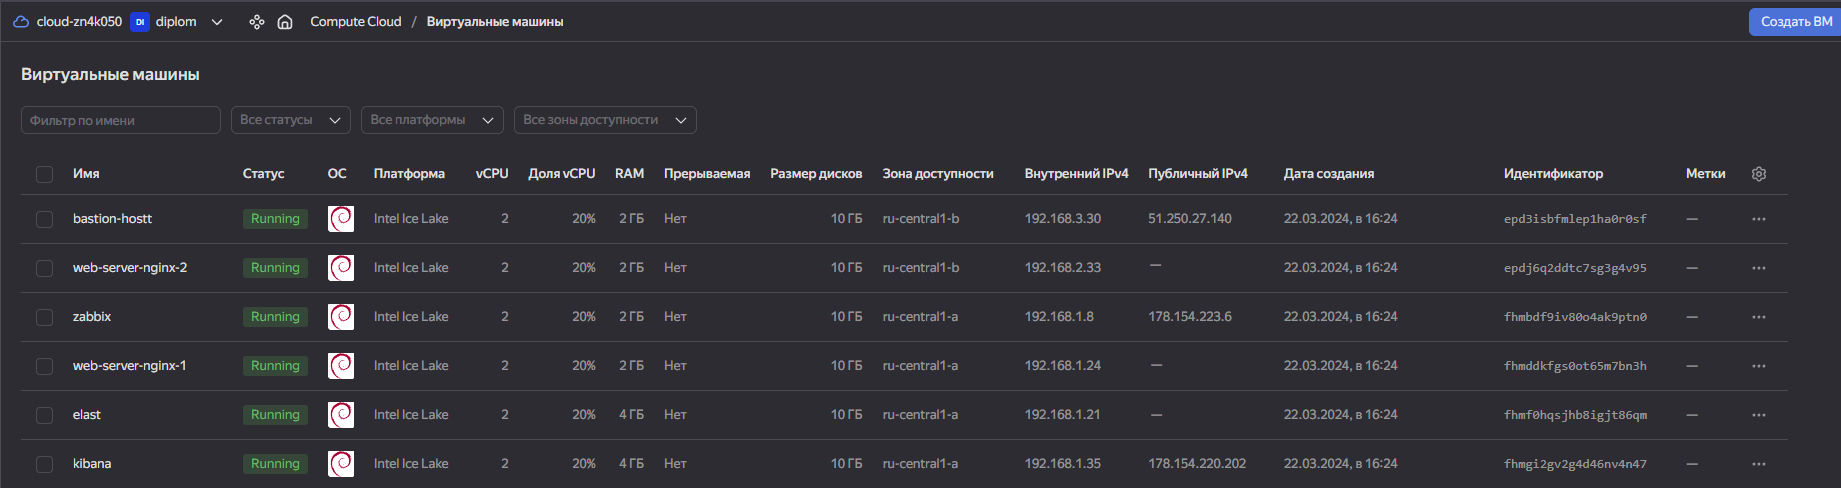 cloud-zn4k050 DI diplom Compute Cloud / Виртуальные машины Создать ВМ
Виртуальные машины
Фильтр по имени Все статусы Все платформы Все зоны доступности
Имя Статус ОС Платформа vCPU Доля vCPU RAM Прерываемая Размер дисков Зона доступности Внутренний IPv4 Публичный IPv4 Дата создания Идентификатор Метки
bastion-hostt Running Intel Ice Lake 2 20% 2 ГБ Нет 10 ГБ ru-central1-b 192.168.3.30 51.250.27.140 22.03.2024, в 16:24 epd3isbfmlep1ha0r0sf —
web-server-nginx-2 Running Intel Ice Lake 2 20% 2 ГБ Нет 10 ГБ ru-central1-b 192.168.2.33 — 22.03.2024, в 16:24 epdj6q2ddtc7sg3g4v95 —
zabbix Running Intel Ice Lake 2 20% 2 ГБ Нет 10 ГБ ru-central1-a 192.168.1.8 178.154.223.6 22.03.2024, в 16:24 fhmbdf9iv80o4ak9ptn0 —
web-server-nginx-1 Running Intel Ice Lake 2 20% 2 ГБ Нет 10 ГБ ru-central1-a 192.168.1.24 — 22.03.2024, в 16:24 fhmddkfgs0ot65m7bn3h —
elast Running Intel Ice Lake 2 20% 4 ГБ Нет 10 ГБ ru-central1-a 192.168.1.21 — 22.03.2024, в 16:24 fhmf0hqsjhb8igjt86qm —
kibana Running Intel Ice Lake 2 20% 4 ГБ Нет 10 ГБ ru-central1-a 192.168.1.35 178.154.220.202 22.03.2024, в 16:24 fhmgi2gv2g4d46nv4n47 —